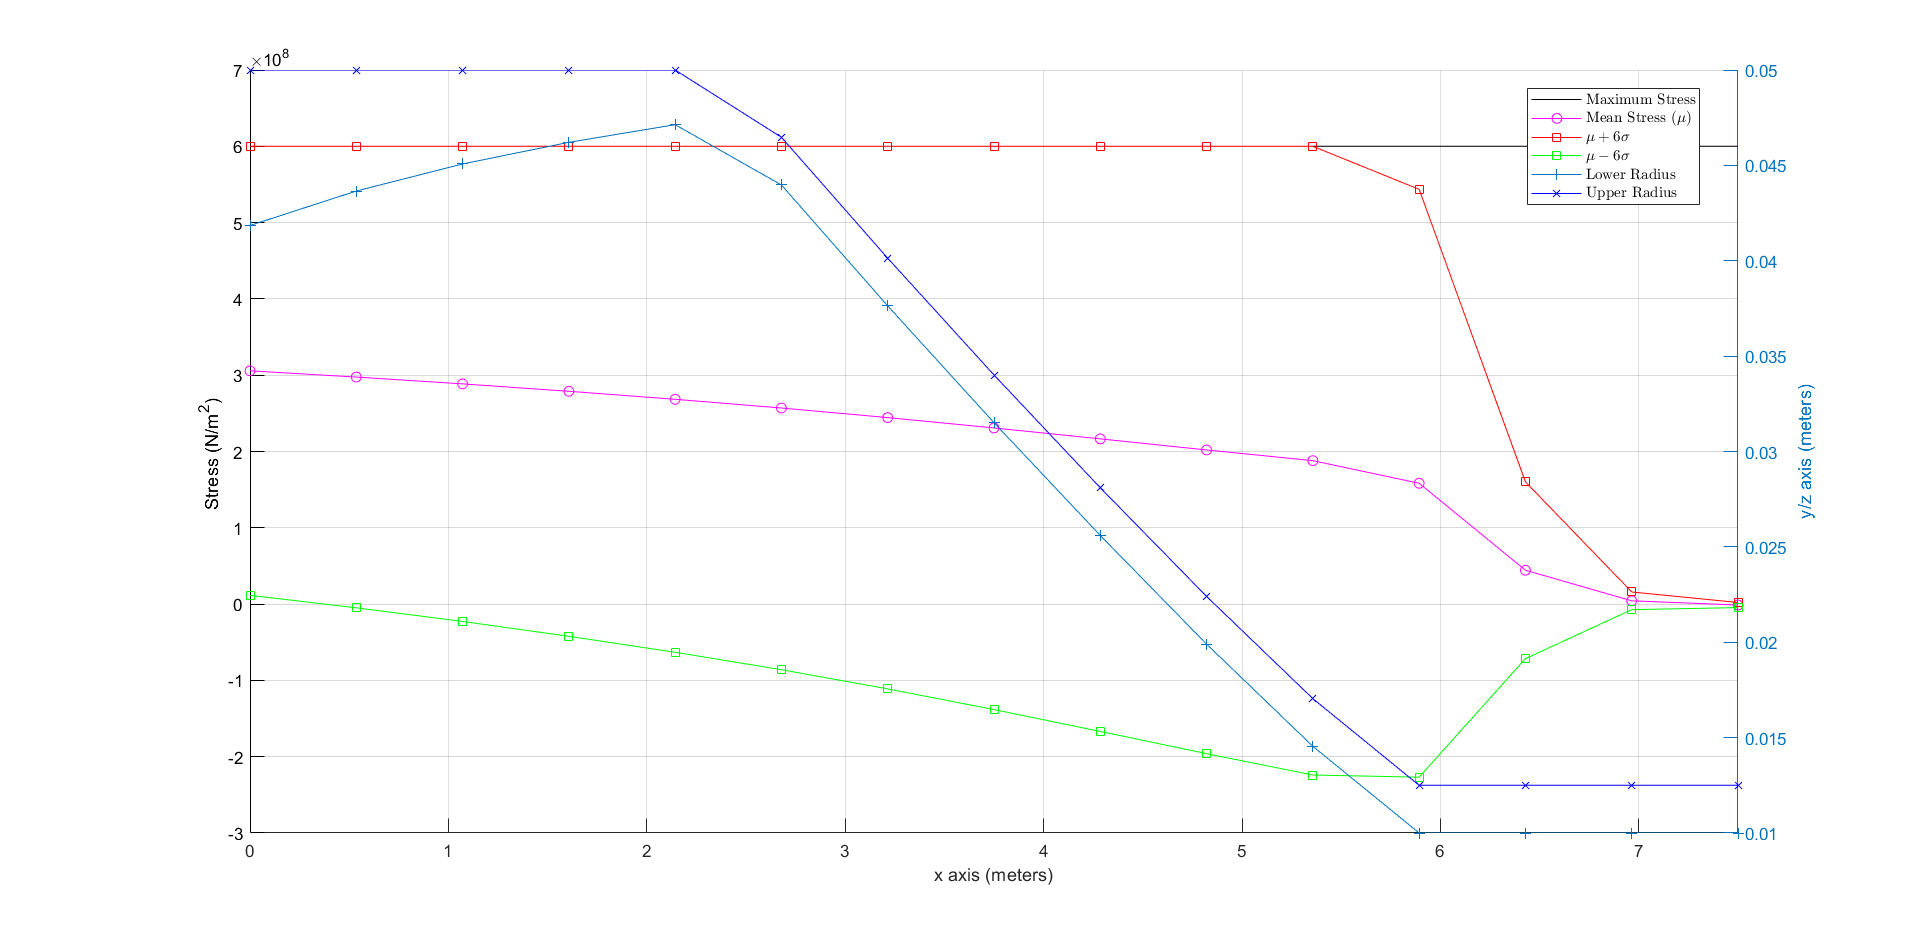 ×10^8
7
6
5
4
3
2
1
0
-1
-2
-3
Stress (N/m^2)
0 1 2 3 4 5 6 7
x axis (meters)
0.05
0.045
0.04
0.035
0.03
0.025
0.02
0.015
0.01
y/z axis (meters)
Maximum Stress
Mean Stress (μ)
μ + 6σ
μ − 6σ
Lower Radius
Upper Radius